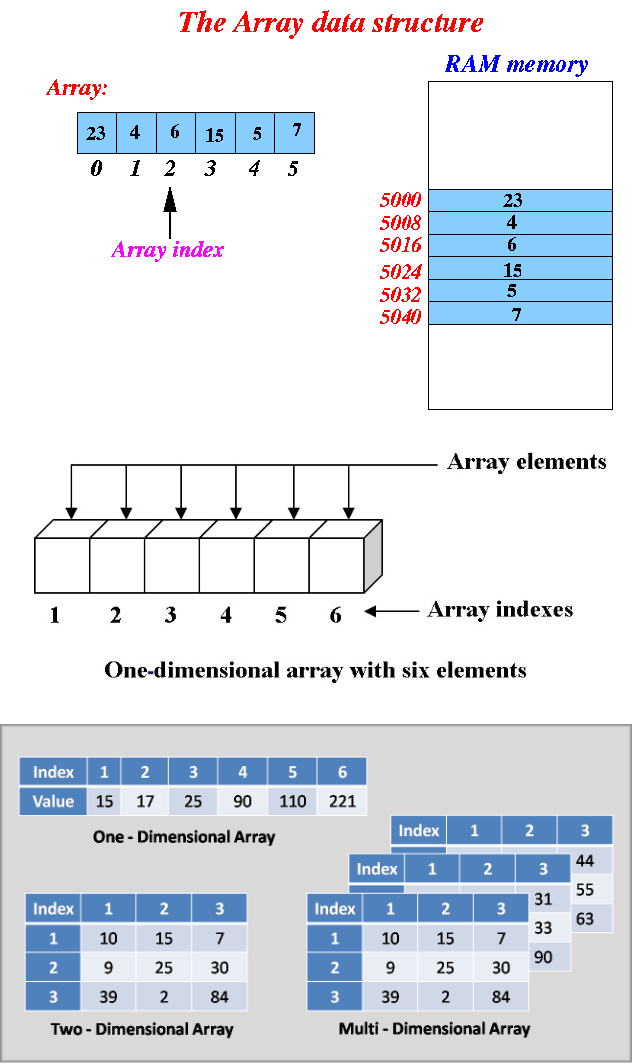 The Array data structure
RAM memory
Array:
23 4 6 15 5 7
0 1 2 3 4 5
Array index
5000 23
5008 4
5016 6
5024 15
5032 5
5040 7
Array elements
1 2 3 4 5 6
Array indexes
One-dimensional array with six elements
Index 1 2 3 4 5 6
Value 15 17 25 90 110 221
One - Dimensional Array
Index 1 2 3
44
55
63
Index 1 2 3
31
33
90
Index 1 2 3
1 10 15 7
2 9 25 30
3 39 2 84
Two - Dimensional Array
Index 1 2 3
1 10 15 7
2 9 25 30
3 39 2 84
Multi - Dimensional Array